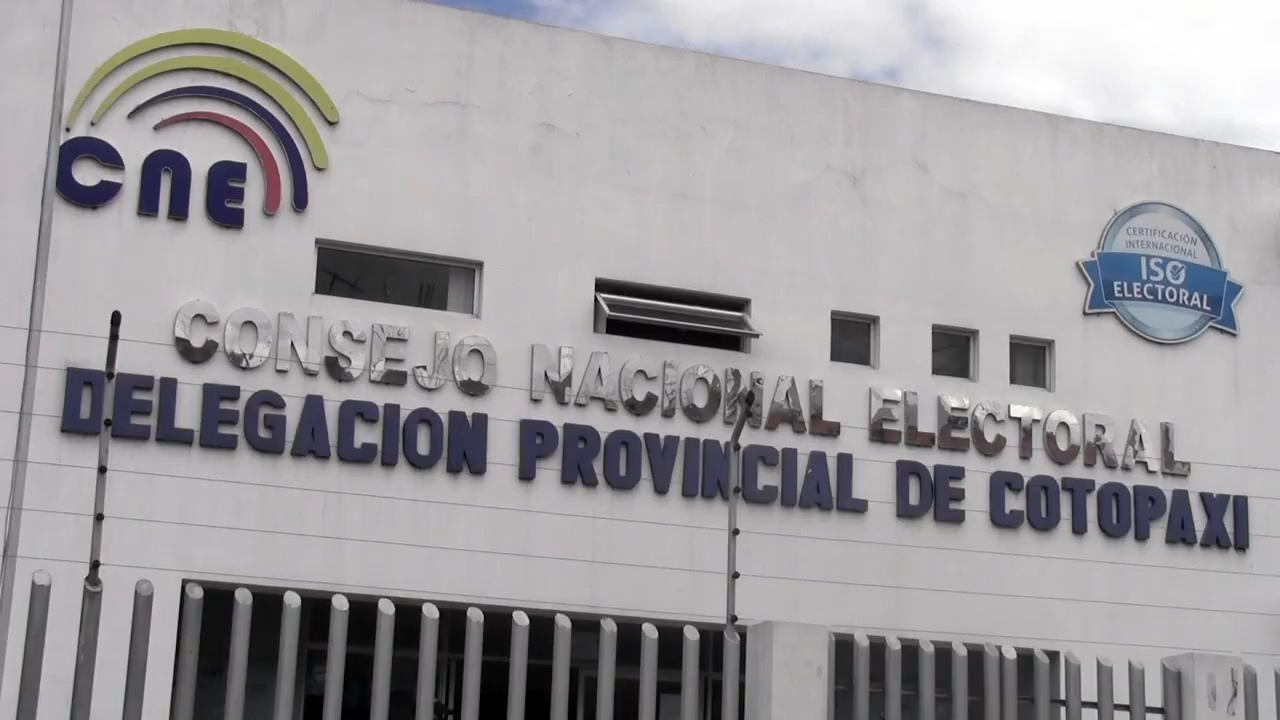 CNE
CERTIFICACIÓN
INTERNACIONAL
ISO
ELECTORAL
CONSEJO NACIONAL ELECTORAL
DELEGACION PROVINCIAL DE COTOPAXI